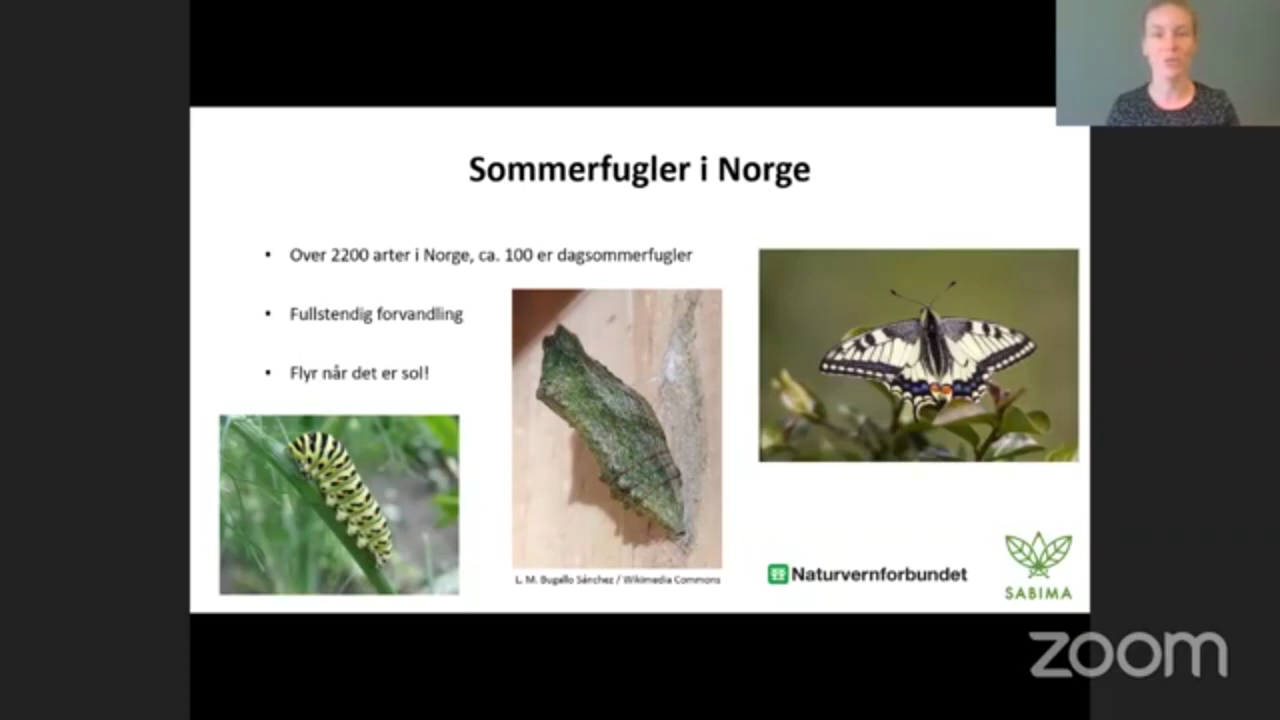 Sommerfugler i Norge
• Over 2200 arter i Norge, ca. 100 er dagsommerfugler
• Fullstendig forvandling
• Flyr når det er sol!
L. M. Bugallo Sánchez / Wikimedia Commons
Naturvernforbundet
SABIMA
zoom